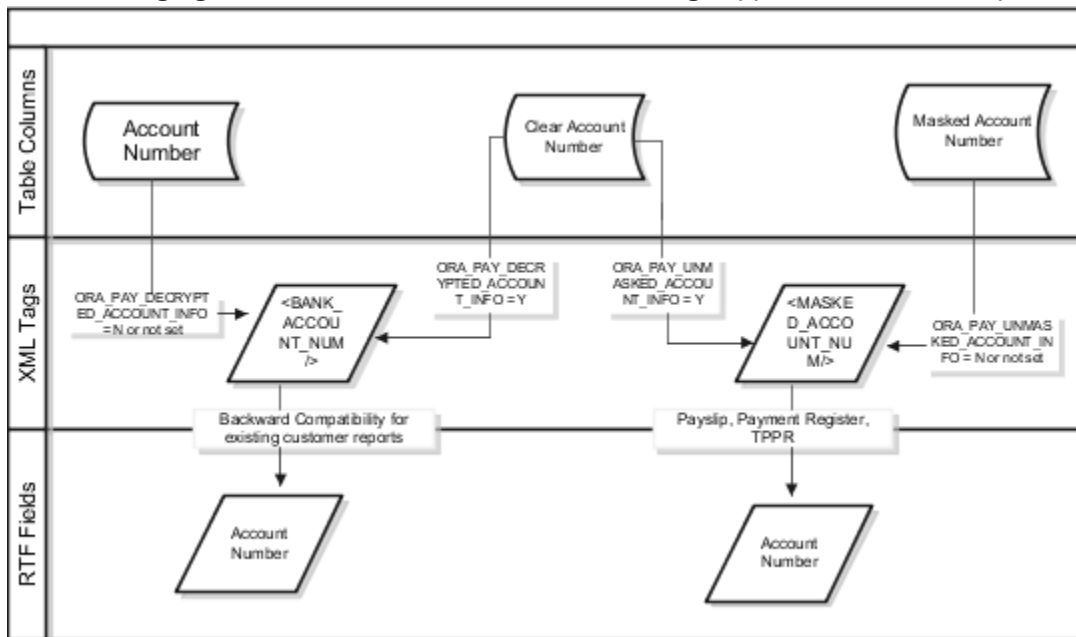 Table Columns
Account
Number
Clear Account
Number
Masked Account
Number
XML Tags
ORA_PAY_DECRYPT
ED_ACCOUNT_INFO
= N or not set
<BANK_
ACCOU
NT_NUM
/>
ORA_PAY_DECR
YPTED_ACCOUN
T_INFO = Y
ORA_PAY_UNM
ASKED_ACCOU
NT_INFO = Y
<MASKE
D_ACCO
UNT_NU
M/>
ORA_PAY_UNMAS
KED_ACCOUNT_IN
FO = N or not set
Backward Compatibility for
existing customer reports
Payslip, Payment Register,
TPPR
RTF Fields
Account
Number
Account
Number